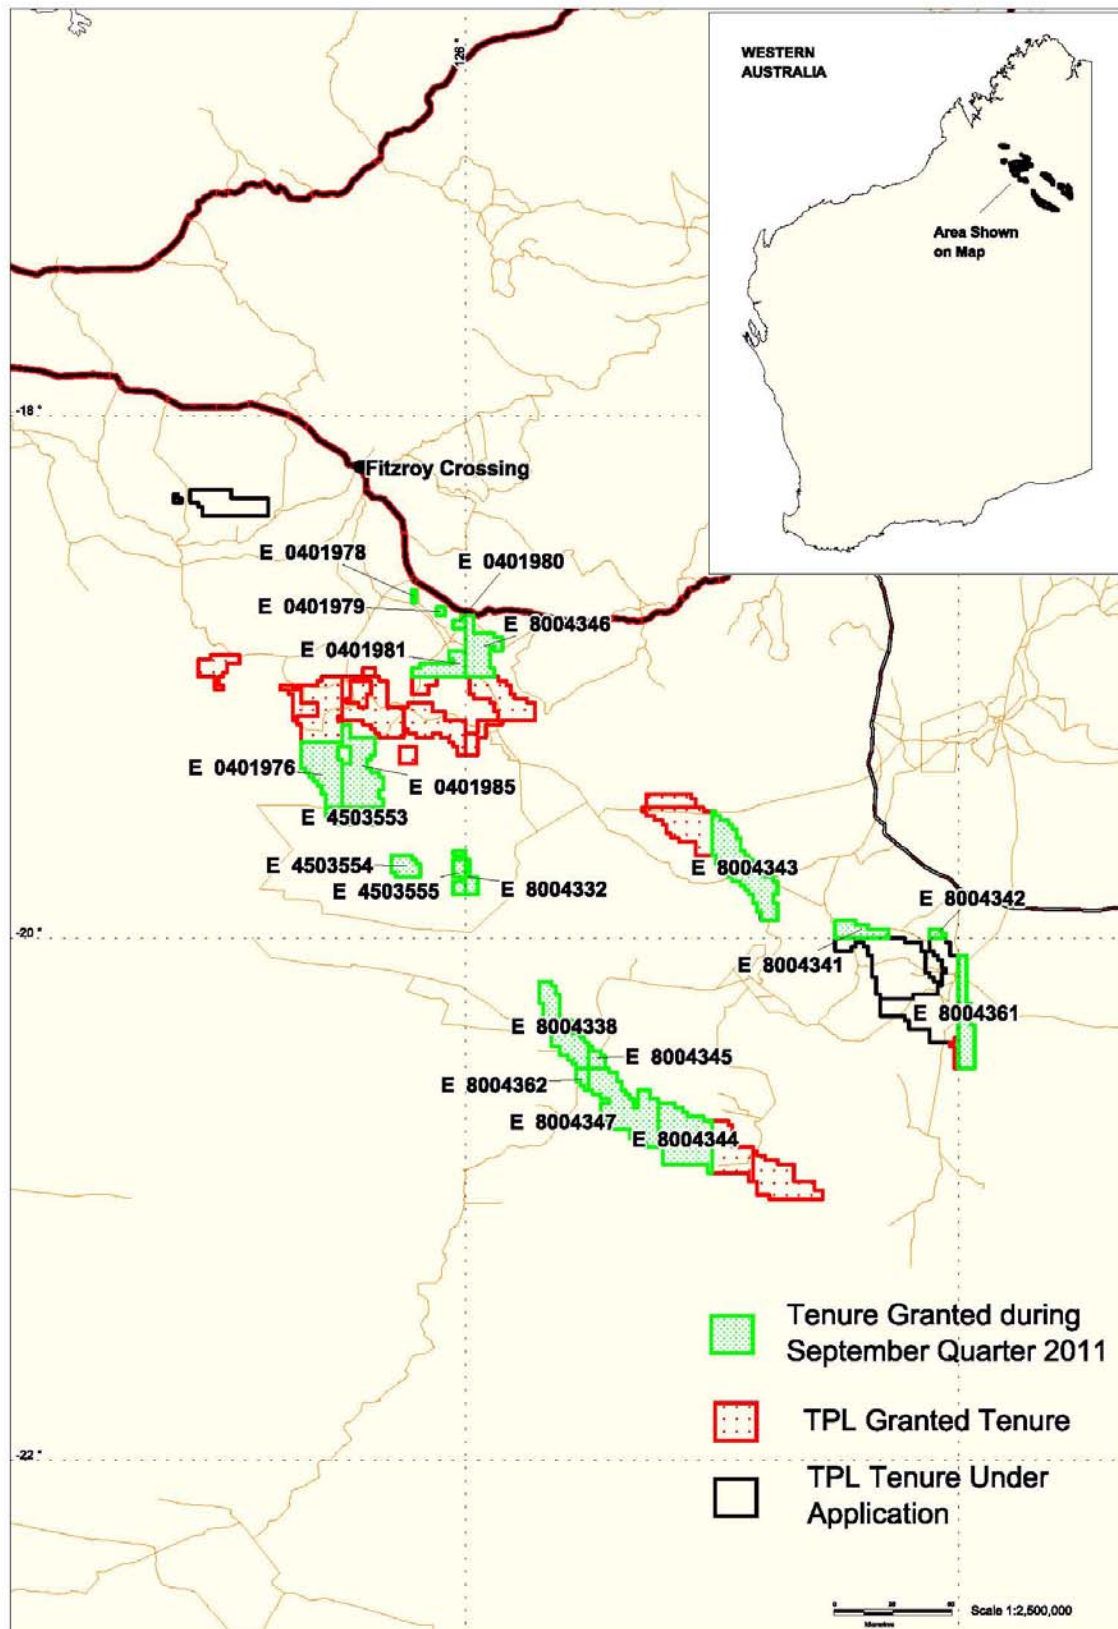 126°
WESTERN
AUSTRALIA
Area Shown
on Map
-18°
Fitzroy Crossing
E 0401978
E 0401980
E 0401979
E 8004346
E 0401981
E 0401976
E 0401985
E 4503553
E 4503554
E 4503555
E 8004332
E 8004343
E 8004342
-20°
E 8004341
E 8004361
E 8004338
E 8004345
E 8004362
E 8004347
E 8004344
Tenure Granted during
September Quarter 2011
TPL Granted Tenure
-22°
TPL Tenure Under
Application
Scale 1:2,500,000
Kilometres